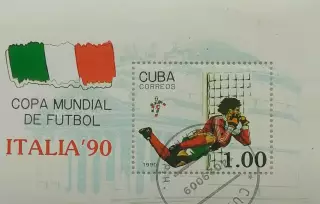 COPA MUNDIAL
DE FUTBOL
ITALIA'90
CUBA
CORREOS
1990
1.00